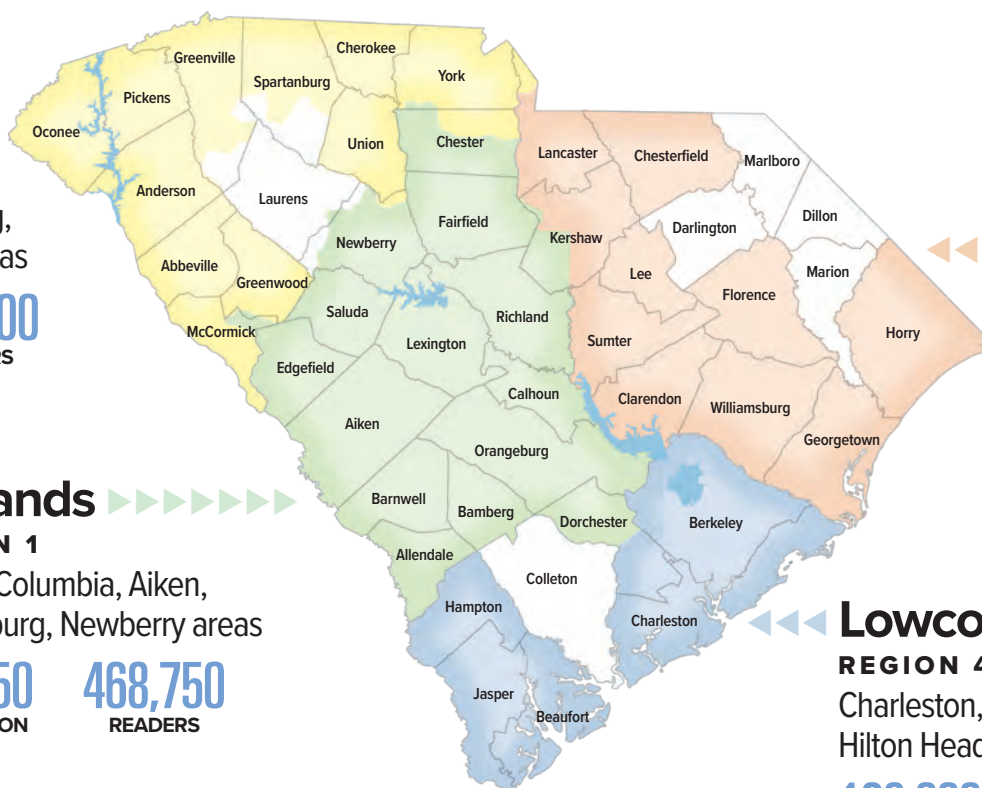 Cherokee
Greenville
York
Spartanburg
Pickens
Oconee
Union
Chester
Lancaster
Chesterfield
Marlboro
Anderson
Laurens
Fairfield
Darlington
Dillon
Newberry
Kershaw
Abbeville
Greenwood
Lee
Marion
Florence
Saluda
Richland
McCormick
Lexington
Sumter
Horry
Edgefield
Calhoun
Clarendon
Williamsburg
Aiken
Georgetown
Orangeburg
Barnwell
Bamberg
Dorchester
Berkeley
Allendale
Colleton
Hampton
Charleston
Jasper
Beaufort
as
00
S
ands
N 1
Columbia, Aiken,
burg, Newberry areas
50 468,750
ON READERS
Lowco
REGION 4
Charleston,
Hilton Head